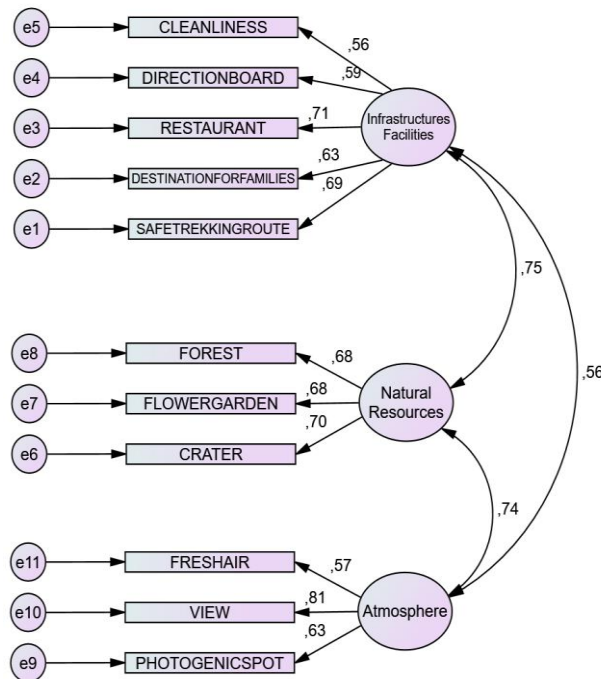 e5
CLEANLINESS
,56
e4
DIRECTIONBOARD
,59
e3
RESTAURANT
,71
Infrastructures
Facilities
e2
DESTINATIONFORFAMILIES
,63
e1
SAFETREKKINGROUTE
,69
,75
,56
e8
FOREST
,68
e7
FLOWERGARDEN
,68
Natural
Resources
e6
CRATER
,70
,74
e11
FRESHAIR
,57
e10
VIEW
,81
Atmosphere
e9
PHOTOGENICSPOT
,63